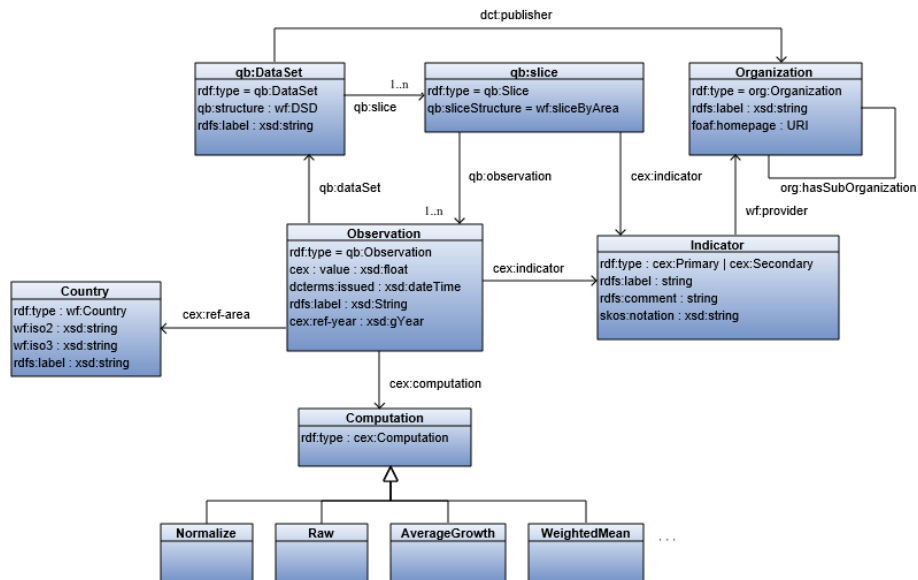 dct:publisher
qb:DataSet
rdf:type = qb:DataSet
qb:structure : wf:DSD
rdfs:label : xsd:string
1..n
qb:slice
qb:slice
rdf:type = qb:Slice
qb:sliceStructure = wf:sliceByArea
Organization
rdf:type = org:Organization
rdfs:label : xsd:string
foaf:homepage : URI
org:hasSubOrganization
qb:dataSet
qb:observation
cex:indicator
wf:provider
1..n
Observation
rdf:type = qb:Observation
cex : value : xsd:float
dcterms:issued : xsd:dateTime
rdfs:label : xsd:String
cex:ref-year : xsd:gYear
cex:indicator
Indicator
rdf:type : cex:Primary | cex:Secondary
rdfs:label : string
rdfs:comment : string
skos:notation : xsd:string
Country
rdf:type : wf:Country
wf:iso2 : xsd:string
wf:iso3 : xsd:string
rdfs:label : xsd:string
cex:ref-area
cex:computation
Computation
rdf:type : cex:Computation
Normalize
Raw
AverageGrowth
WeightedMean
...